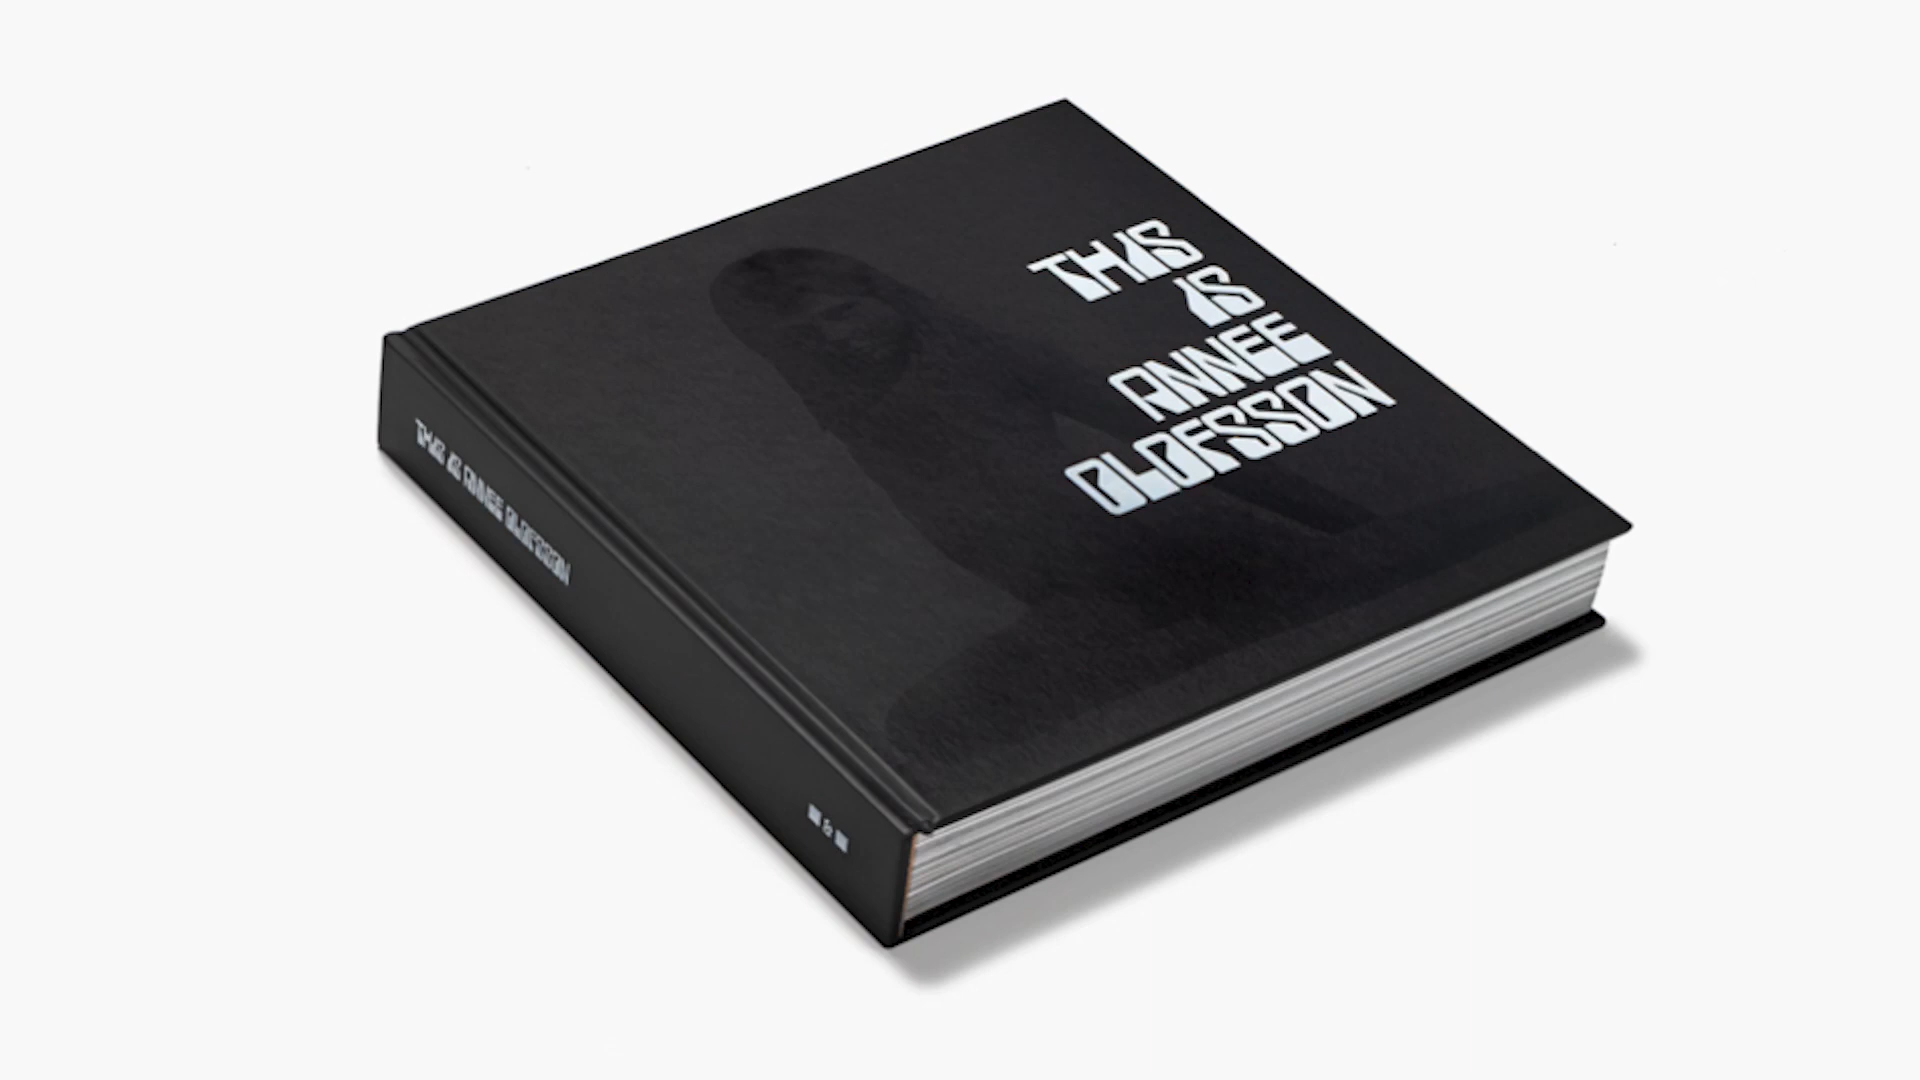 THIS
IS
ANNEE
OLOFSSON
THIS IS ANNEE OLOFSSON
&